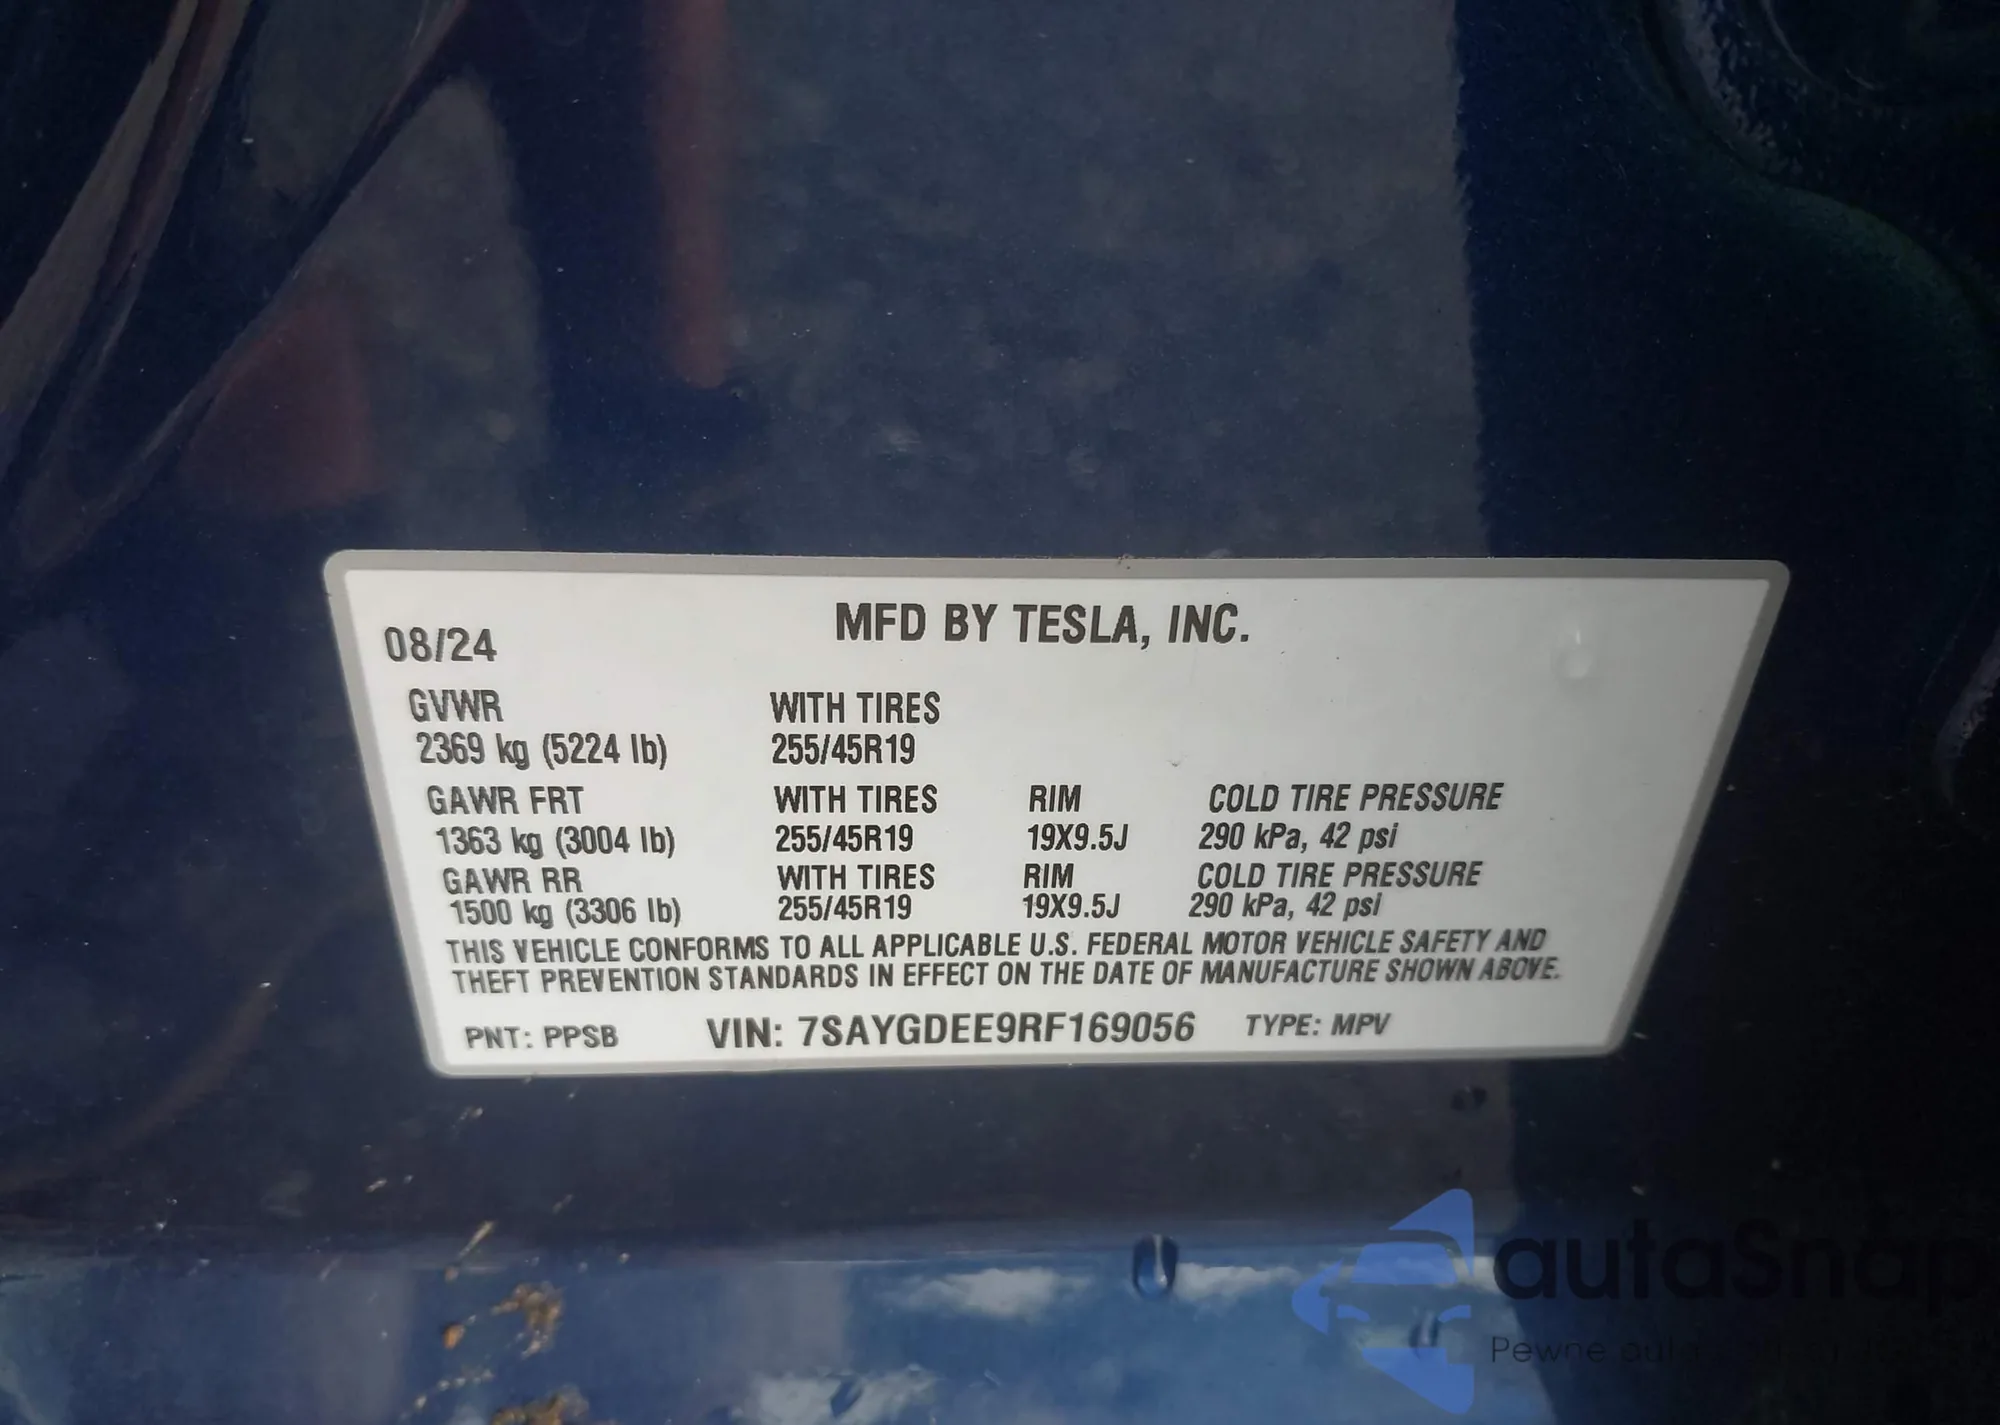 MFD BY TESLA, INC.
08/24
GVWR WITH TIRES
2369 kg (5224 lb) 255/45R19
GAWR FRT WITH TIRES RIM COLD TIRE PRESSURE
1363 kg (3004 lb) 255/45R19 19X9.5J 290 kPa, 42 psi
GAWR RR WITH TIRES RIM COLD TIRE PRESSURE
1500 kg (3306 lb) 255/45R19 19X9.5J 290 kPa, 42 psi
THIS VEHICLE CONFORMS TO ALL APPLICABLE U.S. FEDERAL MOTOR VEHICLE SAFETY AND
THEFT PREVENTION STANDARDS IN EFFECT ON THE DATE OF MANUFACTURE SHOWN ABOVE.
PNT: PPSB VIN: 7SAYGDEE9RF169056 TYPE: MPV
autaSnap
Pewne auta